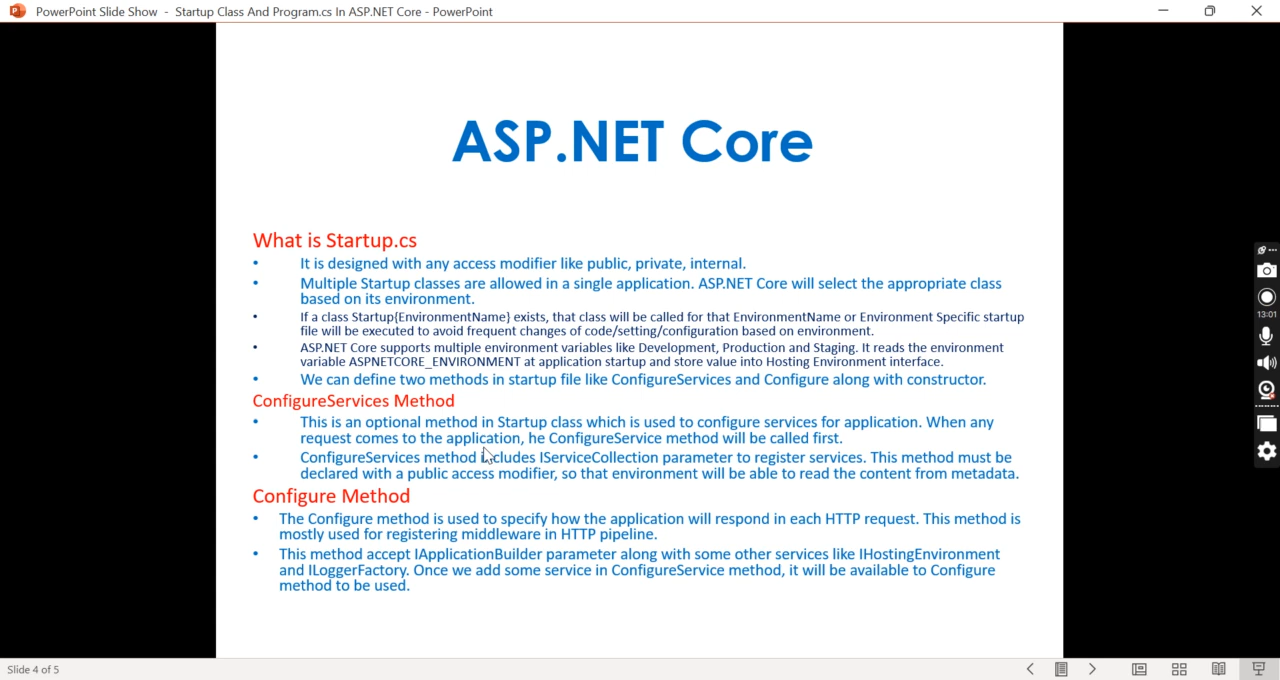 PowerPoint Slide Show - Startup Class And Program.cs In ASP.NET Core - PowerPoint
ASP.NET Core
What is Startup.cs
• It is designed with any access modifier like public, private, internal.
• Multiple Startup classes are allowed in a single application. ASP.NET Core will select the appropriate class
based on its environment.
• If a class Startup{EnvironmentName} exists, that class will be called for that EnvironmentName or Environment Specific startup
file will be executed to avoid frequent changes of code/setting/configuration based on environment.
• ASP.NET Core supports multiple environment variables like Development, Production and Staging. It reads the environment
variable ASPNETCORE_ENVIRONMENT at application startup and store value into Hosting Environment interface.
• We can define two methods in startup file like ConfigureServices and Configure along with constructor.
ConfigureServices Method
• This is an optional method in Startup class which is used to configure services for application. When any
request comes to the application, he ConfigureService method will be called first.
• ConfigureServices method includes IServiceCollection parameter to register services. This method must be
declared with a public access modifier, so that environment will be able to read the content from metadata.
Configure Method
• The Configure method is used to specify how the application will respond in each HTTP request. This method is
mostly used for registering middleware in HTTP pipeline.
• This method accept IApplicationBuilder parameter along with some other services like IHostingEnvironment
and ILoggerFactory. Once we add some service in ConfigureService method, it will be available to Configure
method to be used.
13:01
Slide 4 of 5